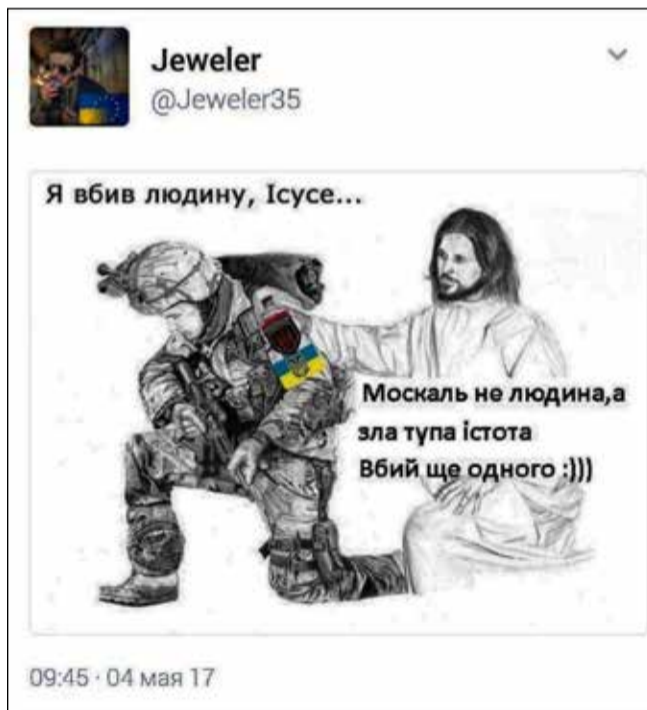 Jeweler
@Jeweler35
Я вбив людину, Ісусе...
Москаль не людина,а
зла тупа істота
Вбий ще одного :)))
09:45 · 04 мая 17